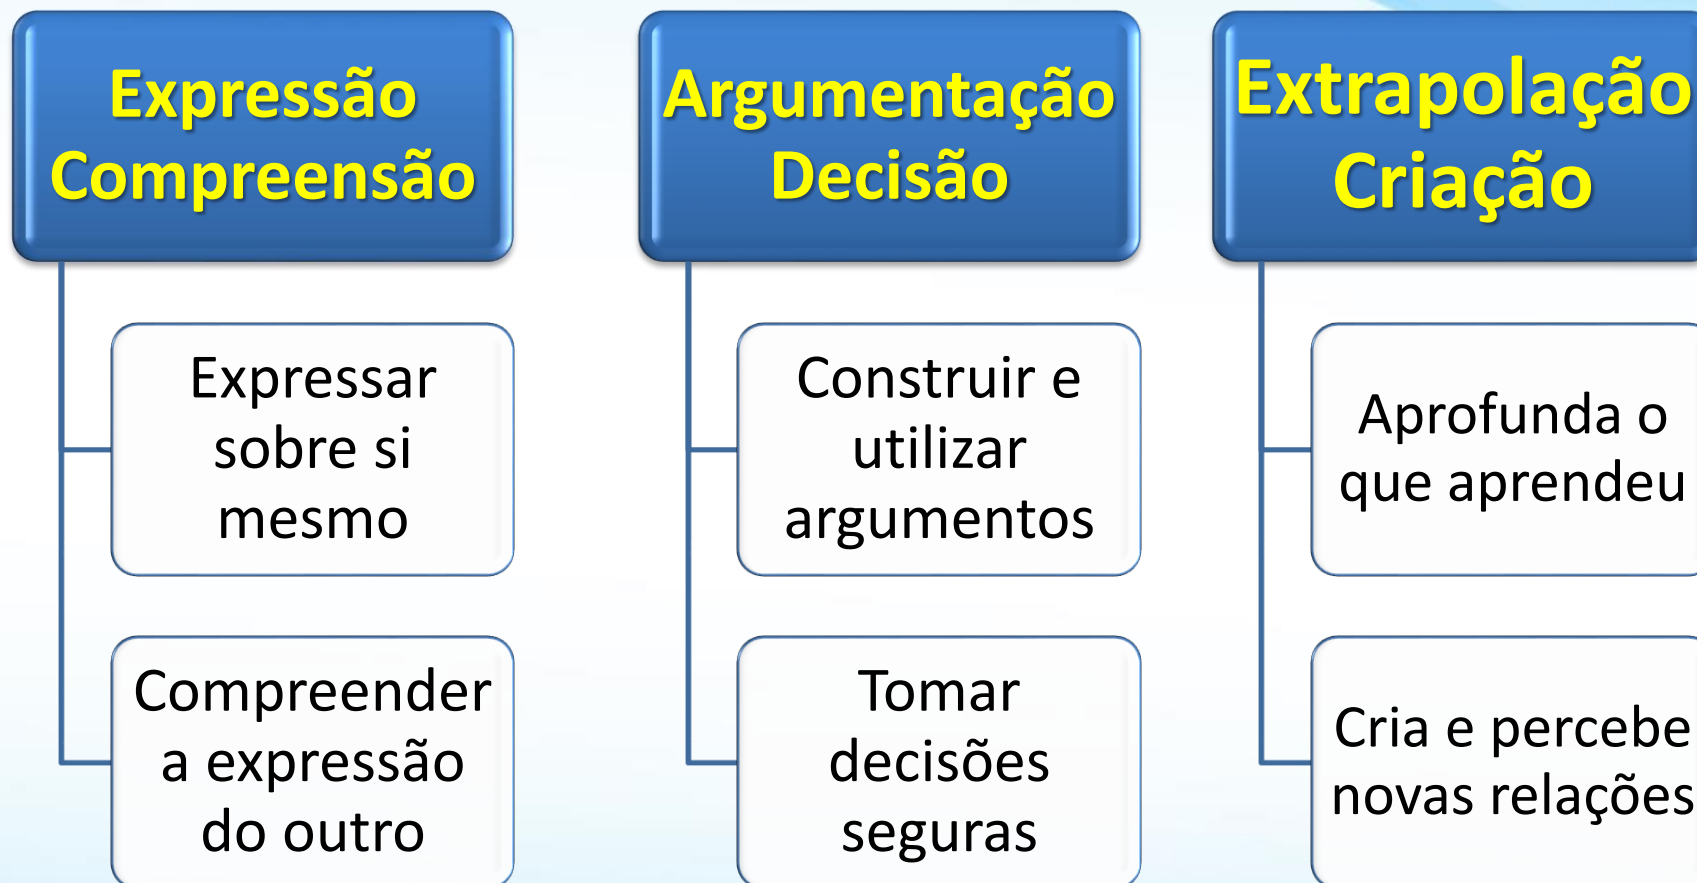 Expressão
Compreensão
Expressar
sobre si
mesmo
Compreender
a expressão
do outro
Argumentação
Decisão
Construir e
utilizar
argumentos
Tomar
decisões
seguras
Extrapolação
Criação
Aprofunda o
que aprendeu
Cria e percebe
novas relações